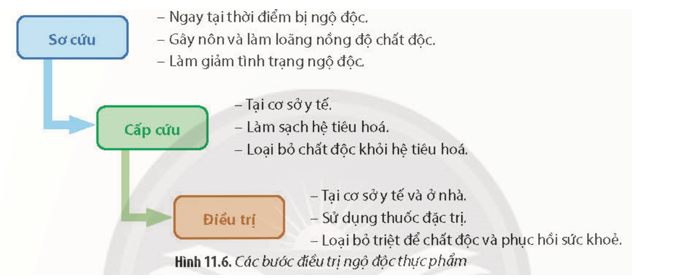 Sơ cứu
– Ngay tại thời điểm bị ngộ độc.
– Gây nôn và làm loãng nồng độ chất độc.
– Làm giảm tình trạng ngộ độc.
Cấp cứu
– Tại cơ sở y tế.
– Làm sạch hệ tiêu hoá.
– Loại bỏ chất độc khỏi hệ tiêu hoá.
Điều trị
– Tại cơ sở y tế và ở nhà.
– Sử dụng thuốc đặc trị.
– Loại bỏ triệt để chất độc và phục hồi sức khoẻ.
Hình 11.6. Các bước điều trị ngộ độc thực phẩm